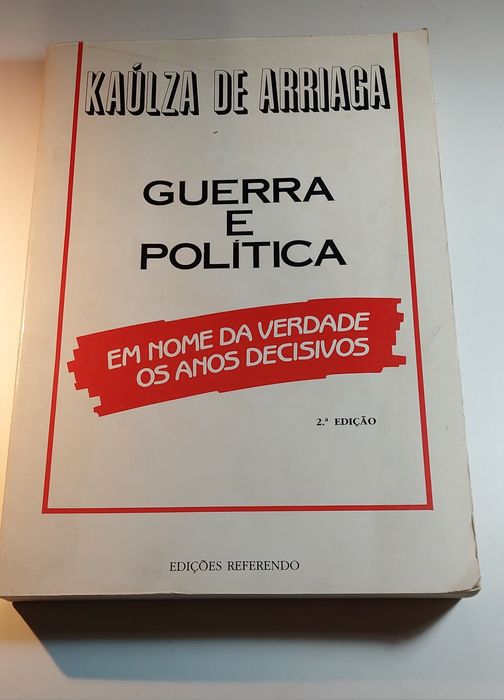 KAÚLZA DE ARRIAGA
GUERRA
E
POLÍTICA
EM NOME DA VERDADE
OS ANOS DECISIVOS
2.ª EDIÇÃO
EDIÇÕES REFERENDO